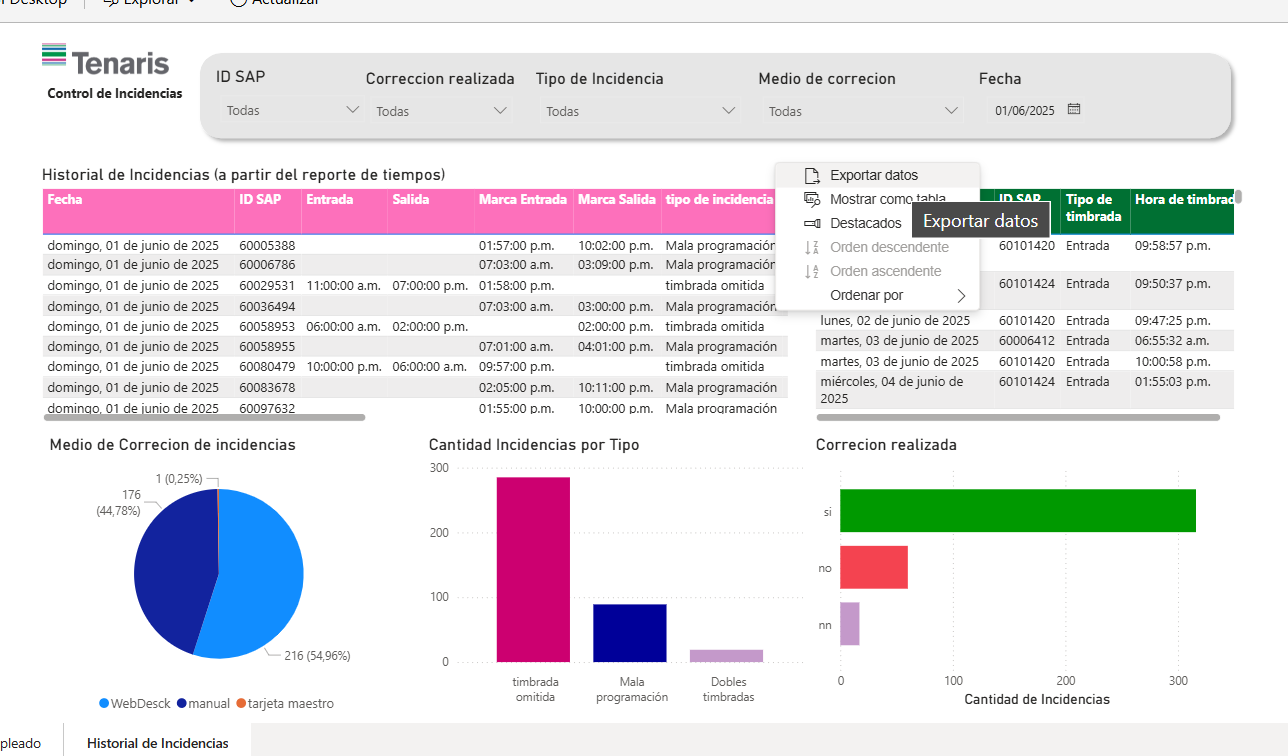 Desktop
Explorar
Actualizar
Tenaris
Control de Incidencias
ID SAP
Correccion realizada
Tipo de Incidencia
Medio de correcion
Fecha
Todas
Todas
Todas
Todas
01/06/2025
Historial de Incidencias (a partir del reporte de tiempos)
Fecha ID SAP Entrada Salida Marca Entrada Marca Salida tipo de incidencia
domingo, 01 de junio de 2025 60005388 01:57:00 p.m. 10:02:00 p.m. Mala programación
domingo, 01 de junio de 2025 60006786 07:03:00 a.m. 03:09:00 p.m. Mala programación
domingo, 01 de junio de 2025 60029531 11:00:00 a.m. 07:00:00 p.m. 01:58:00 p.m. timbrada omitida
domingo, 01 de junio de 2025 60036494 07:03:00 a.m. 03:00:00 p.m. Mala programación
domingo, 01 de junio de 2025 60058953 06:00:00 a.m. 02:00:00 p.m. 02:00:00 p.m. timbrada omitida
domingo, 01 de junio de 2025 60058955 07:01:00 a.m. 04:01:00 p.m. Mala programación
domingo, 01 de junio de 2025 60080479 10:00:00 p.m. 06:00:00 a.m. 09:57:00 p.m. timbrada omitida
domingo, 01 de junio de 2025 60083678 02:05:00 p.m. 10:11:00 p.m. Mala programación
domingo, 01 de junio de 2025 60097632 01:55:00 p.m. 10:00:00 p.m. Mala programación
Exportar datos
Mostrar como tabla
Destacados
Orden descendente
Orden ascendente
Ordenar por
Exportar datos
ID SAP Tipo de Hora de timbrad
timbrada
60101420 Entrada 09:58:57 p.m.
60101424 Entrada 09:50:37 p.m.
lunes, 02 de junio de 2025 60101420 Entrada 09:47:25 p.m.
martes, 03 de junio de 2025 60006412 Entrada 06:55:32 a.m.
martes, 03 de junio de 2025 60101420 Entrada 10:00:58 p.m.
miércoles, 04 de junio de 60101424 Entrada 01:55:03 p.m.
2025
Medio de Correcion de incidencias
1 (0,25%)
176
(44,78%)
216 (54,96%)
WebDesck manual tarjeta maestro
Cantidad Incidencias por Tipo
300
200
100
0
timbrada
omitida
Mala
programación
Dobles
timbradas
Correcion realizada
si
no
nn
0 100 200 300
Cantidad de Incidencias
pleado
Historial de Incidencias